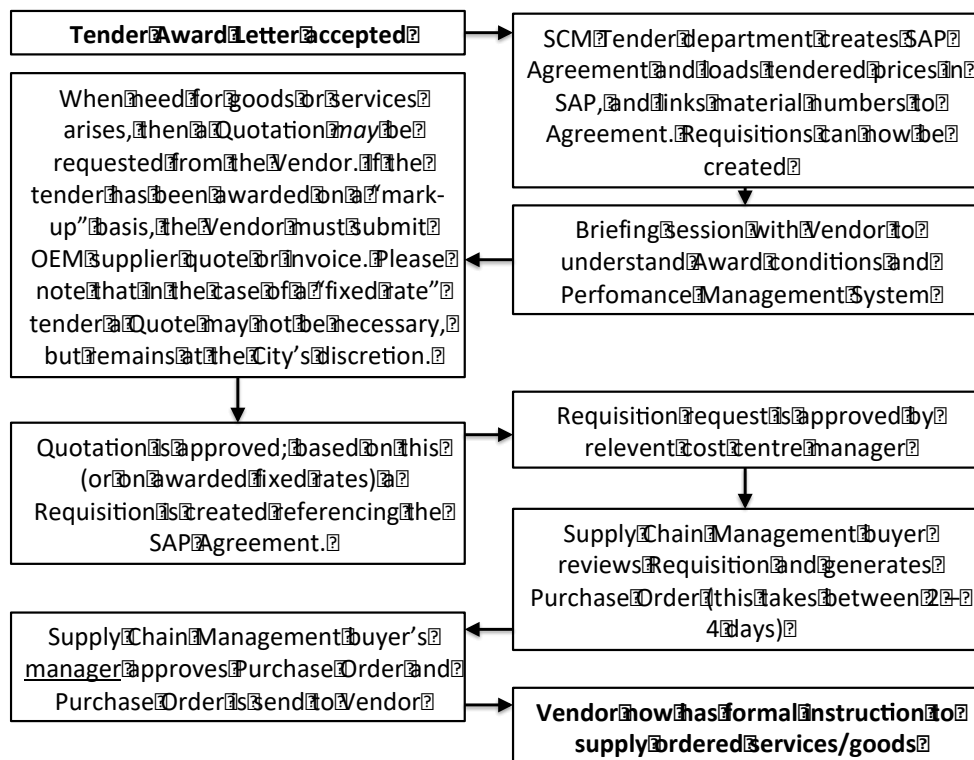 Tender Award Letter accepted
SCM Tender department creates SAP
Agreement and loads tendered prices in
SAP, and links material numbers to
Agreement. Requisitions can now be
created
Briefing session with Vendor to
understand Award conditions and
Perfomance Management System
When need for goods or services
arises, then a Quotation may be
requested from the Vendor. If the
tender has been awarded on a “mark-
up” basis, the Vendor must submit
OEM supplier quote or invoice. Please
note that in the case of a “fixed rate”
tender a Quote may not be necessary,
but remains at the City’s discretion.
Quotation is approved; based on this
(or on awarded fixed rates) a
Requisition is created referencing the
SAP Agreement.
Requisition request is approved by
relevent cost centre manager
Supply Chain Management buyer
reviews Requisition and generates
Purchase Order (this takes between 2 –
4 days)
Supply Chain Management buyer’s
manager approves Purchase Order and
Purchase Order is send to Vendor
Vendor now has formal instruction to
supply ordered services/goods